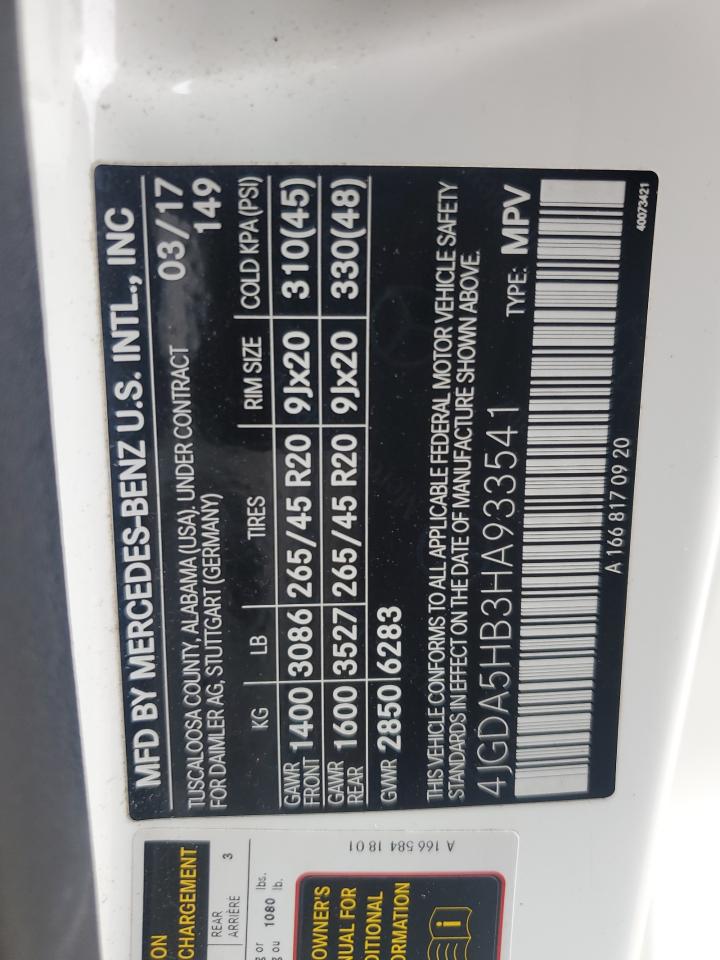 MFD BY MERCEDES-BENZ U.S. INTL., INC
TUSCALOOSA COUNTY, ALABAMA (USA). UNDER CONTRACT 03/17
FOR DAIMLER AG, STUTTGART (GERMANY) 149
KG LB TIRES RIM SIZE COLD KPA (PSI)
GAWR FRONT 1400 3086 265/45 R20 9Jx20 310(45)
GAWR REAR 1600 3527 265/45 R20 9Jx20 330(48)
GVWR 2850 6283
THIS VEHICLE CONFORMS TO ALL APPLICABLE FEDERAL MOTOR VEHICLE SAFETY
STANDARDS IN EFFECT ON THE DATE OF MANUFACTURE SHOWN ABOVE.
4JGDA5HB3HA933541 TYPE: MPV
A 166 817 09 20
40073421
ON
CHARGEMENT
REAR 3
ARRIÈRE
s or 1080 lbs.
s ou lb.
OWNER'S
NUAL FOR
DITIONAL
ORMATION
i
A 166 584 18 01